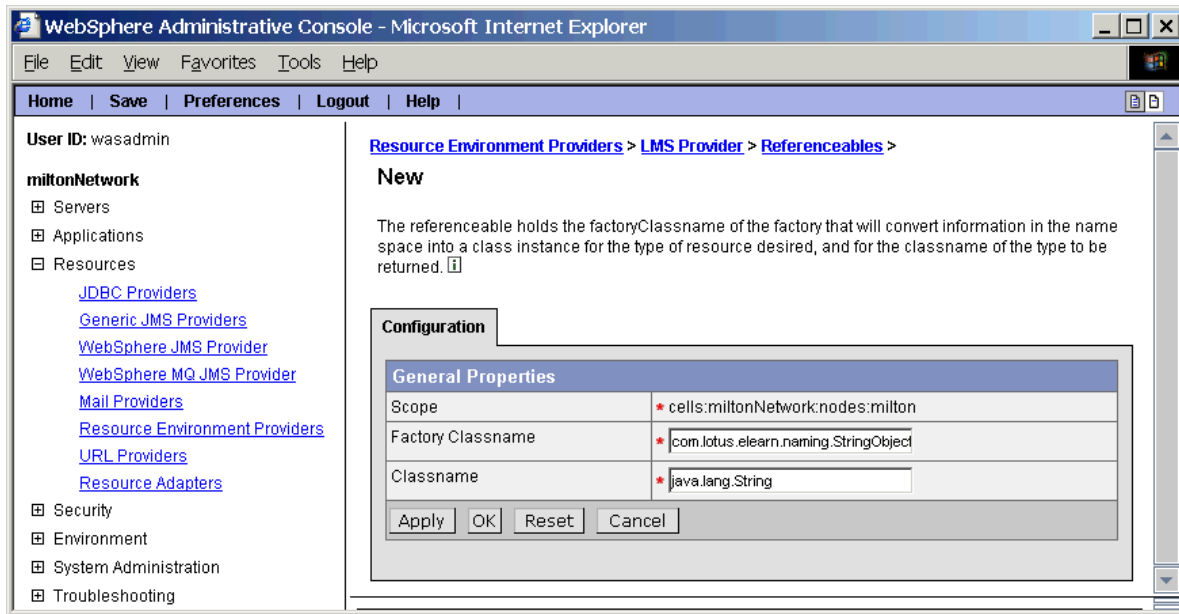 WebSphere Administrative Console - Microsoft Internet Explorer
File Edit View Favorites Tools Help
Home | Save | Preferences | Logout | Help |
User ID: wasadmin
miltonNetwork
Servers
Applications
Resources
JDBC Providers
Generic JMS Providers
WebSphere JMS Provider
WebSphere MQ JMS Provider
Mail Providers
Resource Environment Providers
URL Providers
Resource Adapters
Security
Environment
System Administration
Troubleshooting
Resource Environment Providers > LMS Provider > Referenceables >
New
The referenceable holds the factoryClassname of the factory that will convert information in the name
space into a class instance for the type of resource desired, and for the classname of the type to be
returned. i
Configuration
General Properties
Scope * cells:miltonNetwork:nodes:milton
Factory Classname * com.lotus.elearn.naming.StringObject
Classname * java.lang.String
Apply OK Reset Cancel